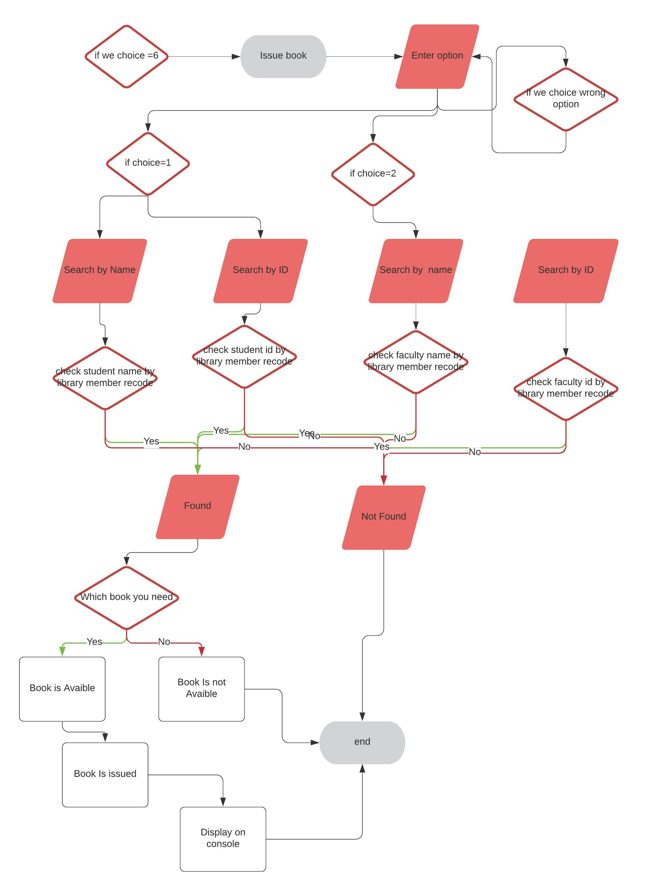 if we choice =6
Issue book
Enter option
if we choice wrong
option
if choice=1
if choice=2
Search by Name
Search by ID
Search by  name
Search by ID
check student name by
library member recode
check student id by
library member recode
check faculty name by
library member recode
check faculty id by
library member recode
Yes
Yes
Yes
No
No
No
Yes
No
Found
Not Found
Which book you need
Yes
No
Book is Avaible
Book Is not
Avaible
end
Book Is issued
Display on
console